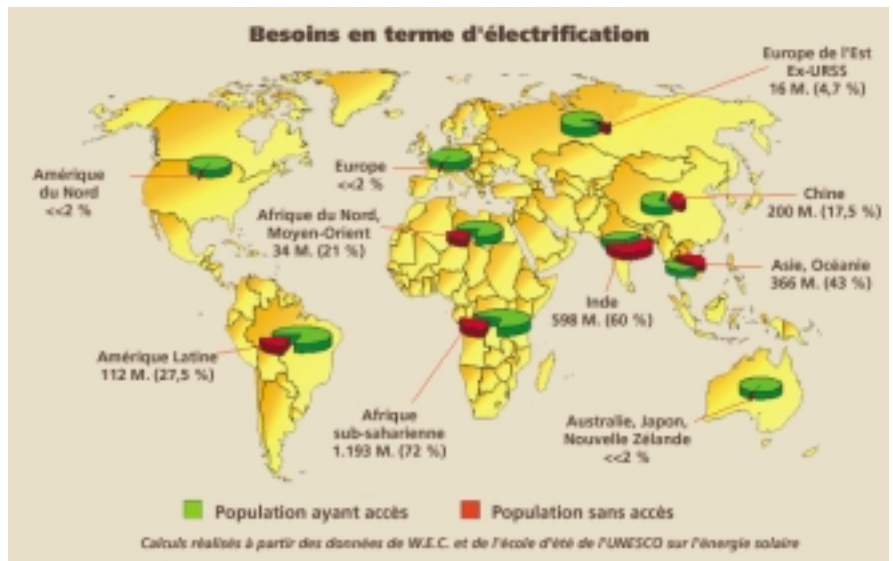 Besoins en terme d'électrification
Europe de l'Est
Ex-URSS
16 M. (4,7 %)
Amérique
du Nord
<<2 %
Europe
<<2 %
Afrique du Nord,
Moyen-Orient
34 M. (21 %)
Chine
200 M. (17,5 %)
Asie, Océanie
366 M. (43 %)
Inde
598 M. (60 %)
Amérique Latine
112 M. (27,5 %)
Afrique
sub-saharienne
1.193 M. (72 %)
Australie, Japon,
Nouvelle Zélande
<<2 %
Population ayant accès
Population sans accès
Calculs réalisés à partir des données de W.E.C. et de l'école d'été de l'UNESCO sur l'énergie solaire